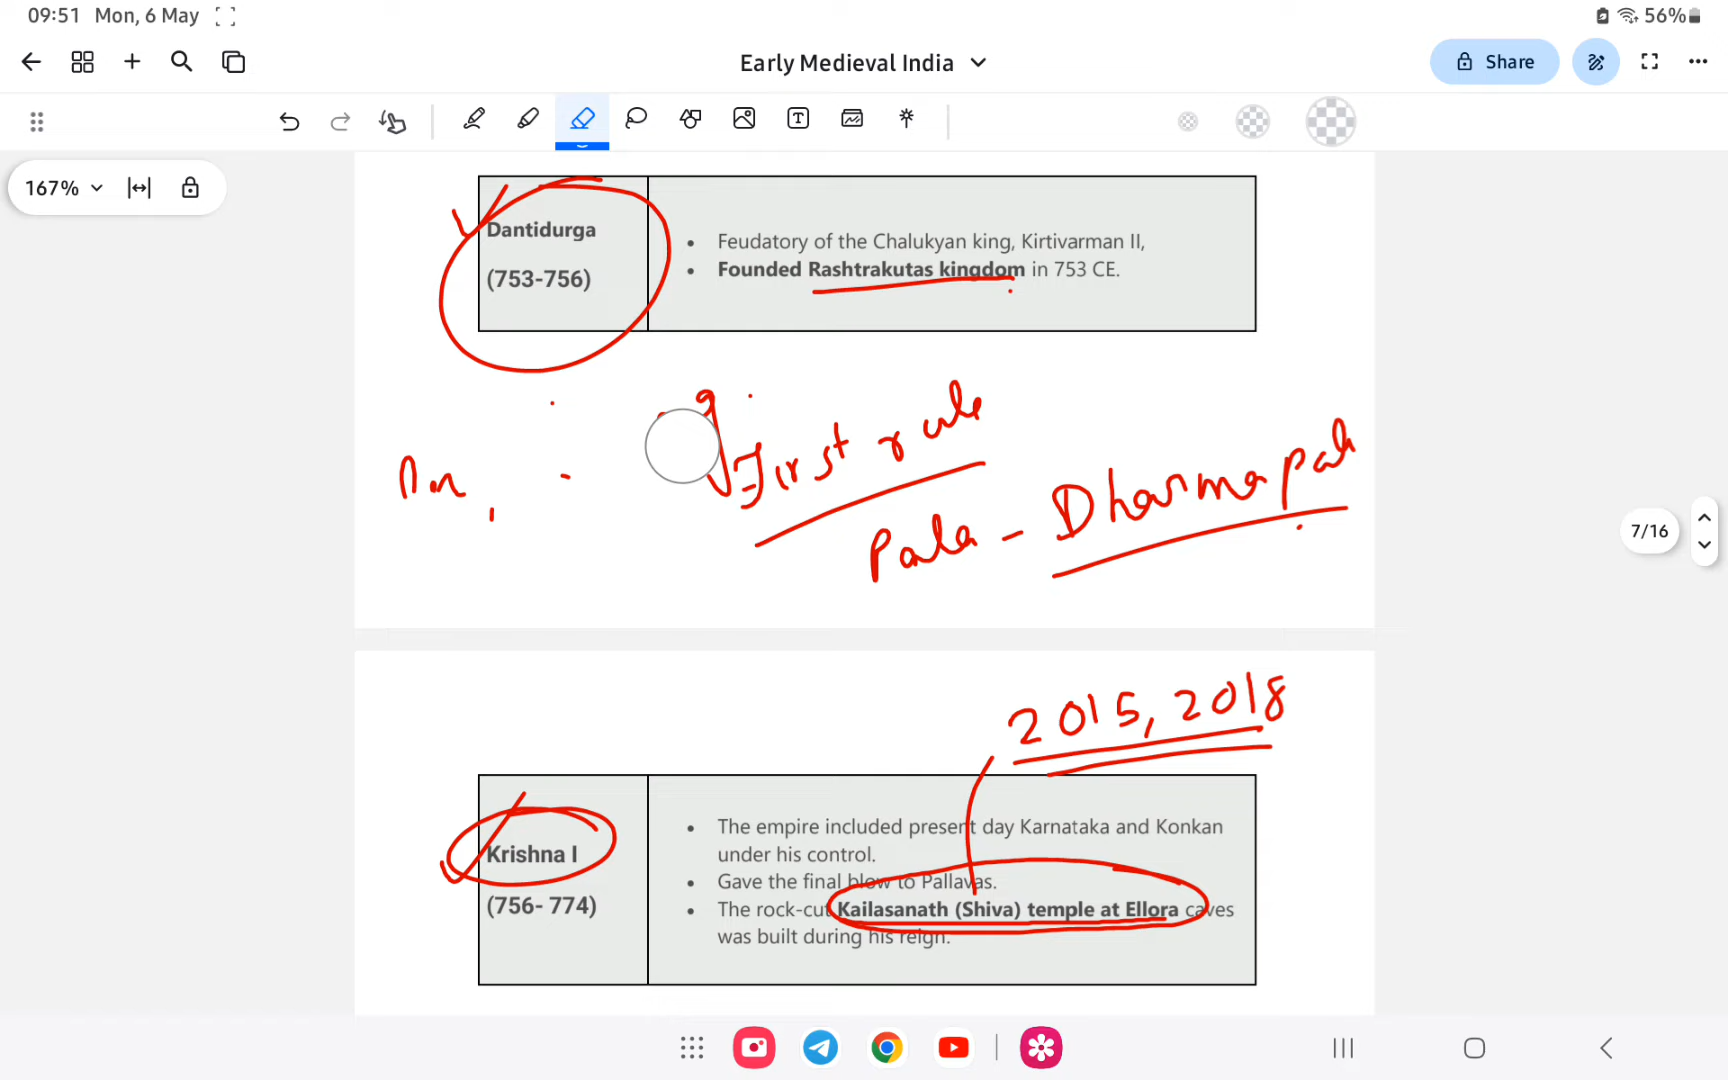 09:51 Mon, 6 May
56%
Early Medieval India
Share
167%
Dantidurga
(753-756)
• Feudatory of the Chalukyan king, Kirtivarman II,
• Founded Rashtrakutas kingdom in 753 CE.
First rule
Pala - Dharmapala
7/16
2015, 2018
Krishna I
(756- 774)
• The empire included present day Karnataka and Konkan
under his control.
• Gave the final blow to Pallavas.
• The rock-cut Kailasanath (Shiva) temple at Ellora caves
was built during his reign.